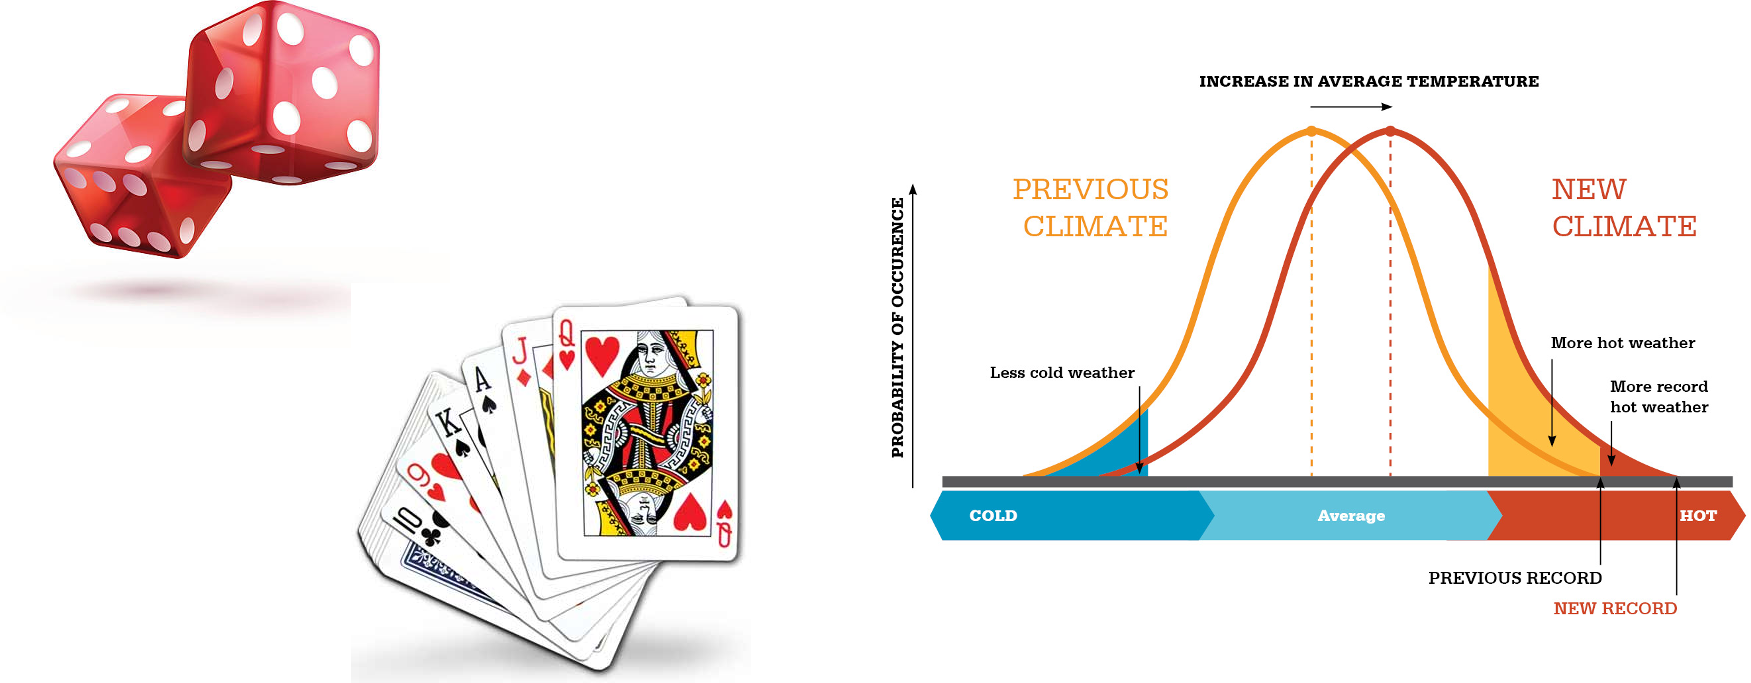 INCREASE IN AVERAGE TEMPERATURE
PREVIOUS
CLIMATE
NEW
CLIMATE
PROBABILITY OF OCCURENCE
Less cold weather
More hot weather
More record
hot weather
COLD
Average
HOT
PREVIOUS RECORD
NEW RECORD
Q
J
A
K
9
10
Q